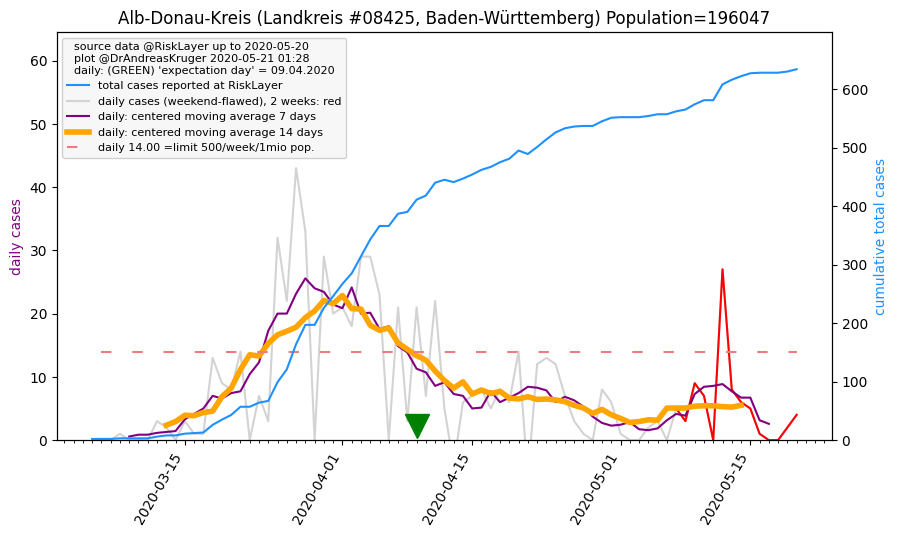 Alb-Donau-Kreis (Landkreis #08425, Baden-Württemberg) Population=196047
source data @RiskLayer up to 2020-05-20
plot @DrAndreasKruger 2020-05-21 01:28
daily: (GREEN) 'expectation day' = 09.04.2020
total cases reported at RiskLayer
daily cases (weekend-flawed), 2 weeks: red
daily: centered moving average 7 days
daily: centered moving average 14 days
daily 14.00 =limit 500/week/1mio pop.
daily cases
60
50
40
30
20
10
0
cumulative total cases
600
500
400
300
200
100
0
2020-03-15
2020-04-01
2020-04-15
2020-05-01
2020-05-15